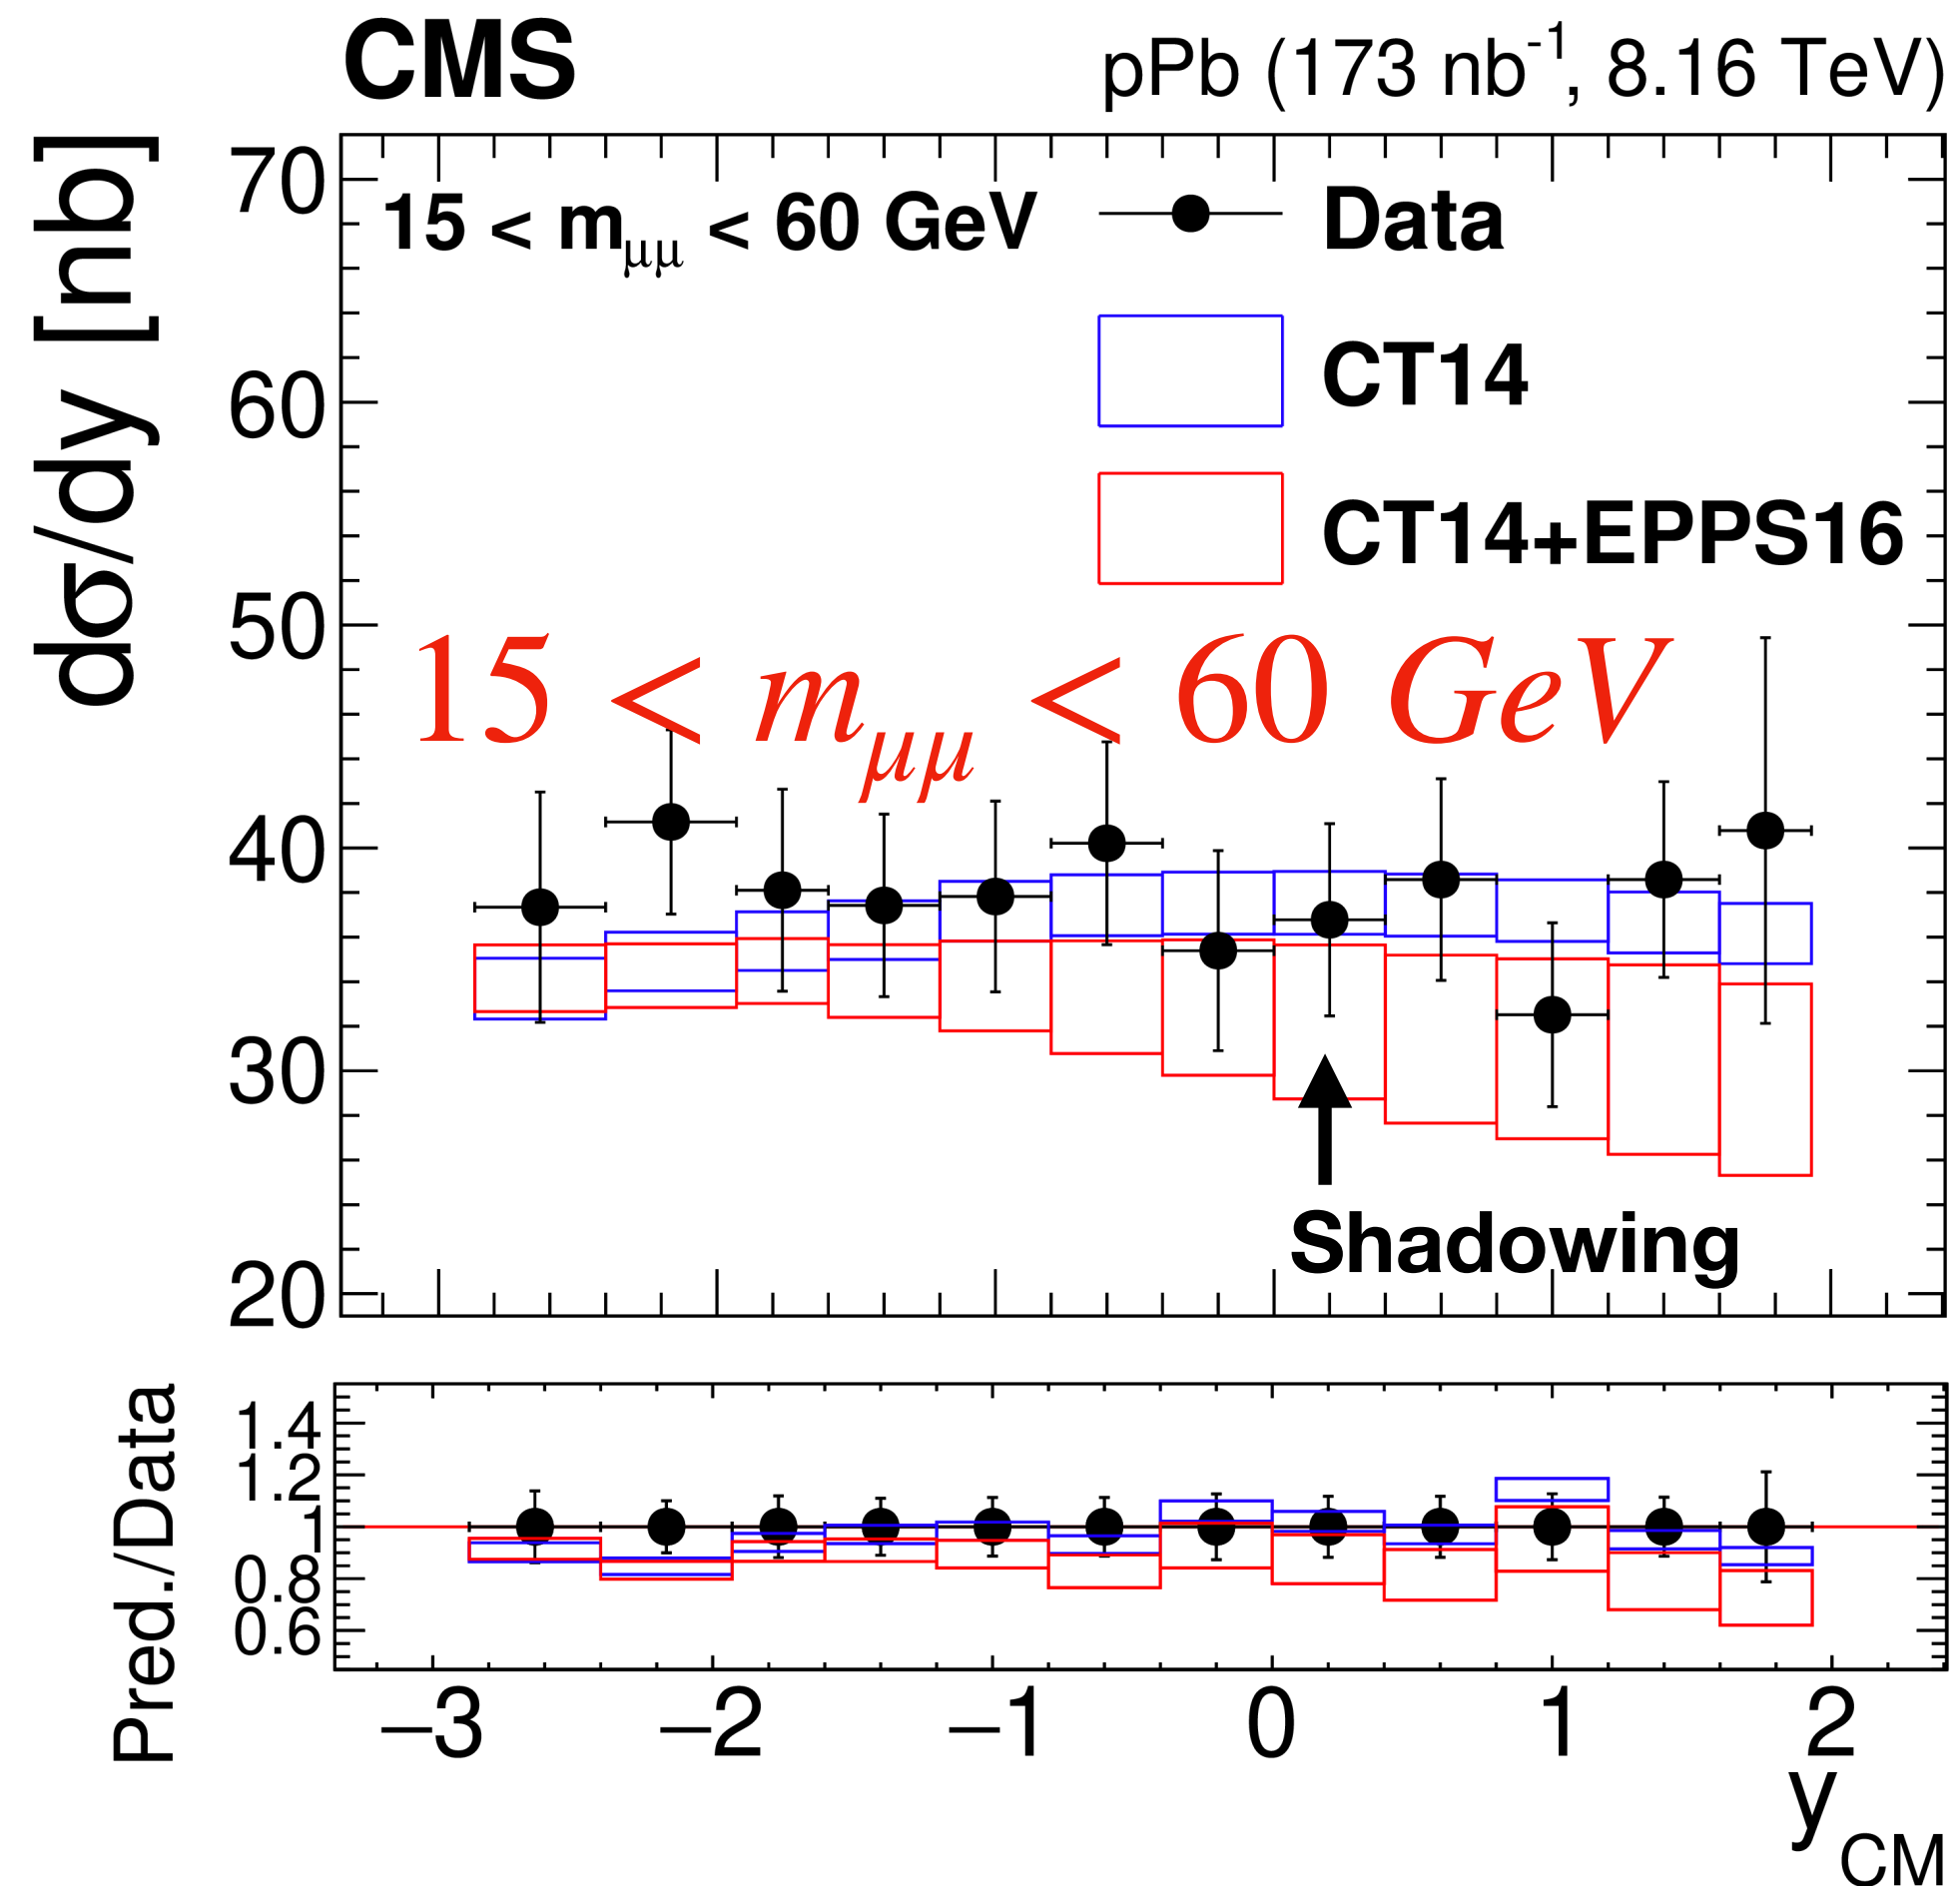 CMS
pPb (173 nb-1, 8.16 TeV)
dσ/dy [nb]
70
60
50
40
30
20
15 < mμμ < 60 GeV
Data
CT14
CT14+EPPS16
15 < mμμ < 60 GeV
Shadowing
Pred./Data
1.4
1.2
1
0.8
0.6
−3 −2 −1 0 1 2
yCM